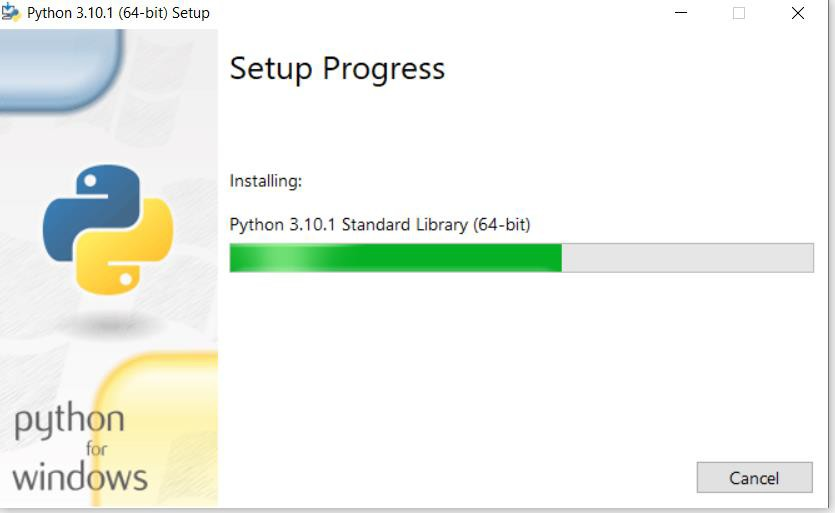 Python 3.10.1 (64-bit) Setup
Setup Progress
Installing:
Python 3.10.1 Standard Library (64-bit)
python
for
windows
Cancel